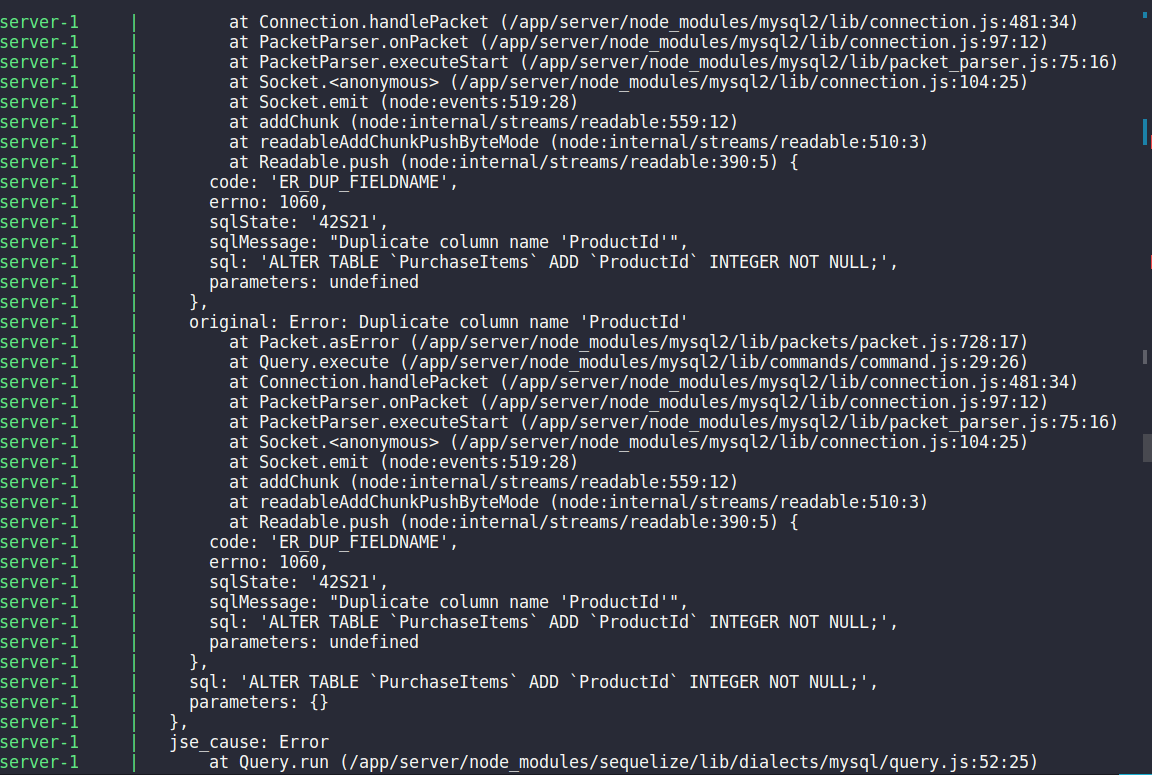 server-1      |          at Connection.handlePacket (/app/server/node_modules/mysql2/lib/connection.js:481:34)
server-1      |          at PacketParser.onPacket (/app/server/node_modules/mysql2/lib/connection.js:97:12)
server-1      |          at PacketParser.executeStart (/app/server/node_modules/mysql2/lib/packet_parser.js:75:16)
server-1      |          at Socket.<anonymous> (/app/server/node_modules/mysql2/lib/connection.js:104:25)
server-1      |          at Socket.emit (node:events:519:28)
server-1      |          at addChunk (node:internal/streams/readable:559:12)
server-1      |          at readableAddChunkPushByteMode (node:internal/streams/readable:510:3)
server-1      |          at Readable.push (node:internal/streams/readable:390:5) {
server-1      |        code: 'ER_DUP_FIELDNAME',
server-1      |        errno: 1060,
server-1      |        sqlState: '42S21',
server-1      |        sqlMessage: "Duplicate column name 'ProductId'",
server-1      |        sql: 'ALTER TABLE `PurchaseItems` ADD `ProductId` INTEGER NOT NULL;',
server-1      |        parameters: undefined
server-1      |      },
server-1      |      original: Error: Duplicate column name 'ProductId'
server-1      |          at Packet.asError (/app/server/node_modules/mysql2/lib/packets/packet.js:728:17)
server-1      |          at Query.execute (/app/server/node_modules/mysql2/lib/commands/command.js:29:26)
server-1      |          at Connection.handlePacket (/app/server/node_modules/mysql2/lib/connection.js:481:34)
server-1      |          at PacketParser.onPacket (/app/server/node_modules/mysql2/lib/connection.js:97:12)
server-1      |          at PacketParser.executeStart (/app/server/node_modules/mysql2/lib/packet_parser.js:75:16)
server-1      |          at Socket.<anonymous> (/app/server/node_modules/mysql2/lib/connection.js:104:25)
server-1      |          at Socket.emit (node:events:519:28)
server-1      |          at addChunk (node:internal/streams/readable:559:12)
server-1      |          at readableAddChunkPushByteMode (node:internal/streams/readable:510:3)
server-1      |          at Readable.push (node:internal/streams/readable:390:5) {
server-1      |        code: 'ER_DUP_FIELDNAME',
server-1      |        errno: 1060,
server-1      |        sqlState: '42S21',
server-1      |        sqlMessage: "Duplicate column name 'ProductId'",
server-1      |        sql: 'ALTER TABLE `PurchaseItems` ADD `ProductId` INTEGER NOT NULL;',
server-1      |        parameters: undefined
server-1      |      },
server-1      |      sql: 'ALTER TABLE `PurchaseItems` ADD `ProductId` INTEGER NOT NULL;',
server-1      |      parameters: {}
server-1      |    },
server-1      |    jse_cause: Error
server-1      |        at Query.run (/app/server/node_modules/sequelize/lib/dialects/mysql/query.js:52:25)